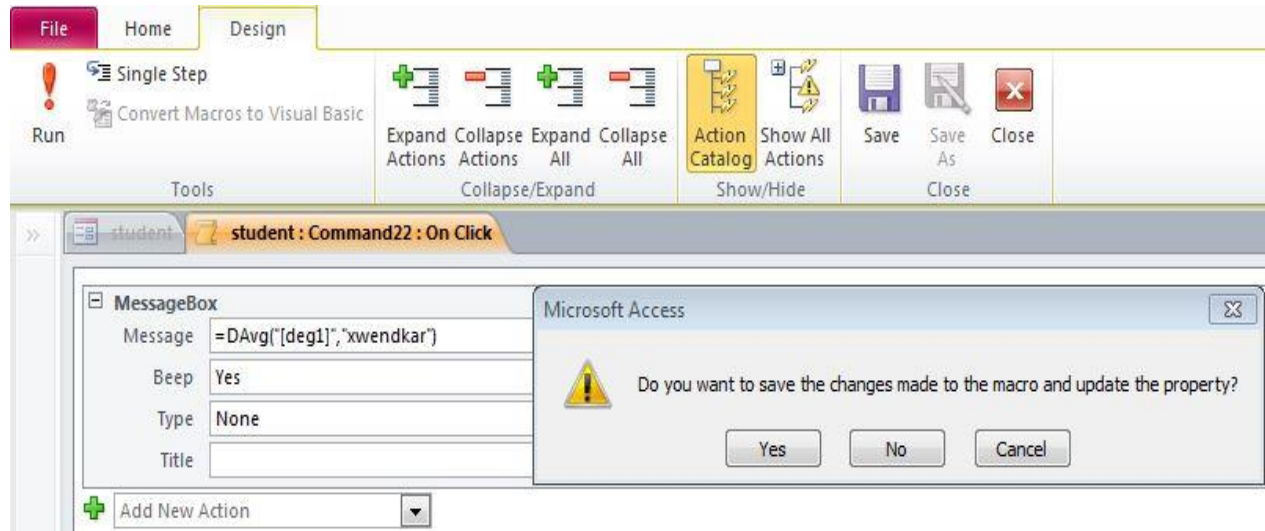 File Home Design
Single Step
Convert Macros to Visual Basic
Run
Expand Actions
Collapse Actions
Expand All
Collapse All
Action Catalog
Show All Actions
Save
Save As
Close
Tools
Collapse/Expand
Show/Hide
Close
student
student : Command22 : On Click
MessageBox
Message =DAvg("[deg1]","xwendkar")
Beep Yes
Type None
Title
Add New Action
Microsoft Access
Do you want to save the changes made to the macro and update the property?
Yes No Cancel